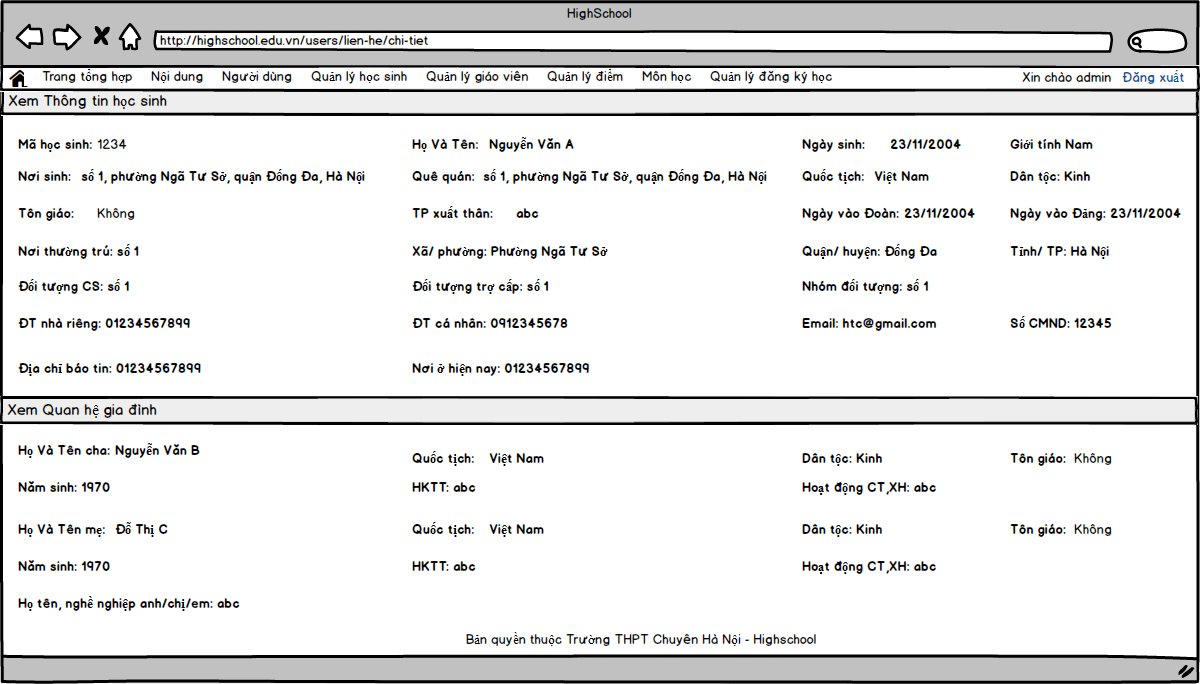 HighSchool
http://highschool.edu.vn/users/lien-he/chi-tiet
Trang tổng hợp Nội dung Người dùng Quản lý học sinh Quản lý giáo viên Quản lý điểm Môn học Quản lý đăng ký học Xin chào admin Đăng xuất
Xem Thông tin học sinh
Mã học sinh: 1234 Họ Và Tên: Nguyễn Văn A Ngày sinh: 23/11/2004 Giới tính Nam
Nơi sinh: số 1, phường Ngã Tư Sở, quận Đống Đa, Hà Nội Quê quán: số 1, phường Ngã Tư Sở, quận Đống Đa, Hà Nội Quốc tịch: Việt Nam Dân tộc: Kinh
Tôn giáo: Không TP xuất thân: abc Ngày vào Đoàn: 23/11/2004 Ngày vào Đảng: 23/11/2004
Nơi thường trú: số 1 Xã/ phường: Phường Ngã Tư Sở Quận/ huyện: Đống Đa Tỉnh/ TP: Hà Nội
Đối tượng CS: số 1 Đối tượng trợ cấp: số 1 Nhóm đối tượng: số 1
ĐT nhà riêng: 01234567899 ĐT cá nhân: 0912345678 Email: htc@gmail.com Số CMND: 12345
Địa chỉ báo tin: 01234567899 Nơi ở hiện nay: 01234567899
Xem Quan hệ gia đình
Họ Và Tên cha: Nguyễn Văn B Quốc tịch: Việt Nam Dân tộc: Kinh Tôn giáo: Không
Năm sinh: 1970 HKTT: abc Hoạt động CT,XH: abc
Họ Và Tên mẹ: Đỗ Thị C Quốc tịch: Việt Nam Dân tộc: Kinh Tôn giáo: Không
Năm sinh: 1970 HKTT: abc Hoạt động CT,XH: abc
Họ tên, nghề nghiệp anh/chị/em: abc
Bản quyền thuộc Trường THPT Chuyên Hà Nội - Highschool